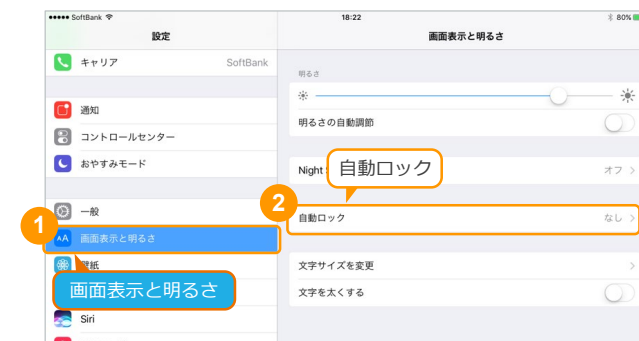 SoftBank
18:22
80%
設定
画面表示と明るさ
キャリア
SoftBank
通知
コントロールセンター
おやすみモード
一般
1
AA 画面表示と明るさ
壁紙
画面表示と明るさ
Siri
明るさ
明るさの自動調節
Night
オフ
自動ロック
2
自動ロック
なし
文字サイズを変更
文字を太くする